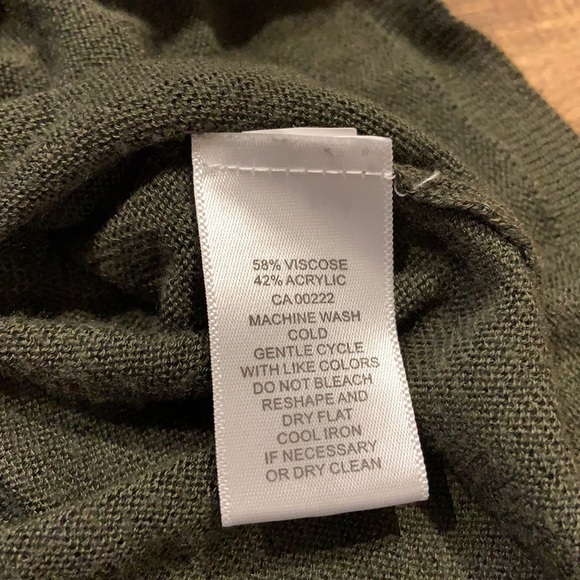 58% VISCOSE
42% ACRYLIC
CA 00222
MACHINE WASH
COLD
GENTLE CYCLE
WITH LIKE COLORS
DO NOT BLEACH
RESHAPE AND
DRY FLAT
COOL IRON
IF NECESSARY
OR DRY CLEAN